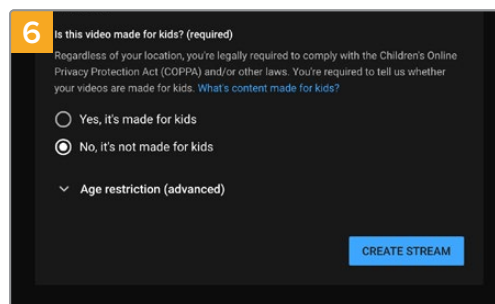 6
Is this video made for kids? (required)
Regardless of your location, you're legally required to comply with the Children's Online
Privacy Protection Act (COPPA) and/or other laws. You're required to tell us whether
your videos are made for kids. What's content made for kids?
Yes, it's made for kids
No, it's not made for kids
Age restriction (advanced)
CREATE STREAM